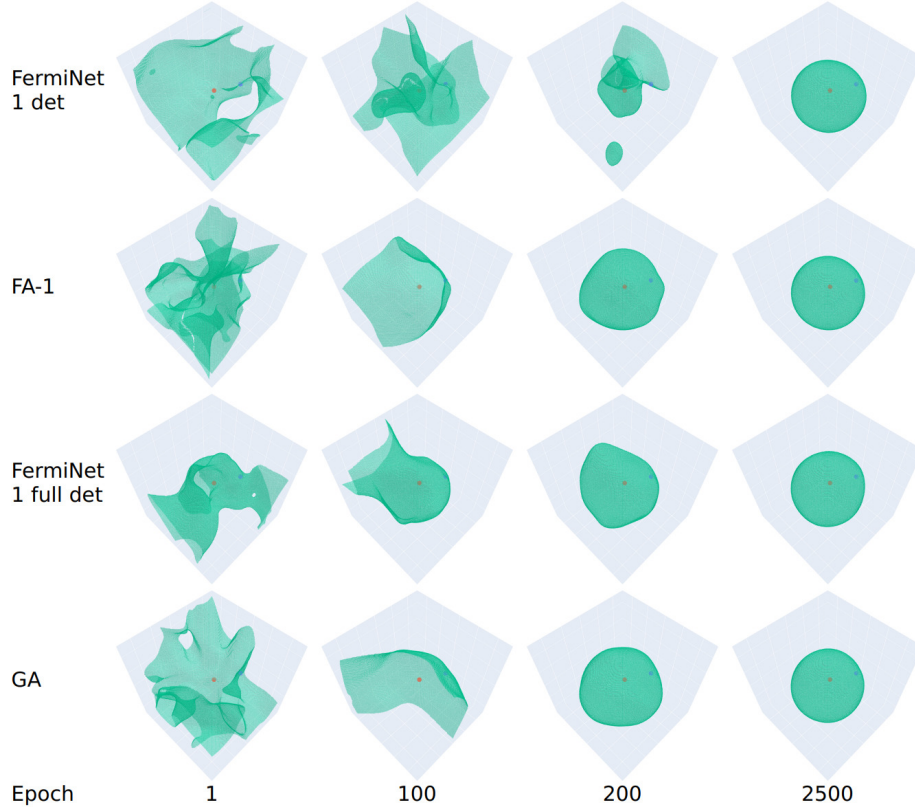 FermiNet
1 det
FA-1
FermiNet
1 full det
GA
Epoch 1 100 200 2500